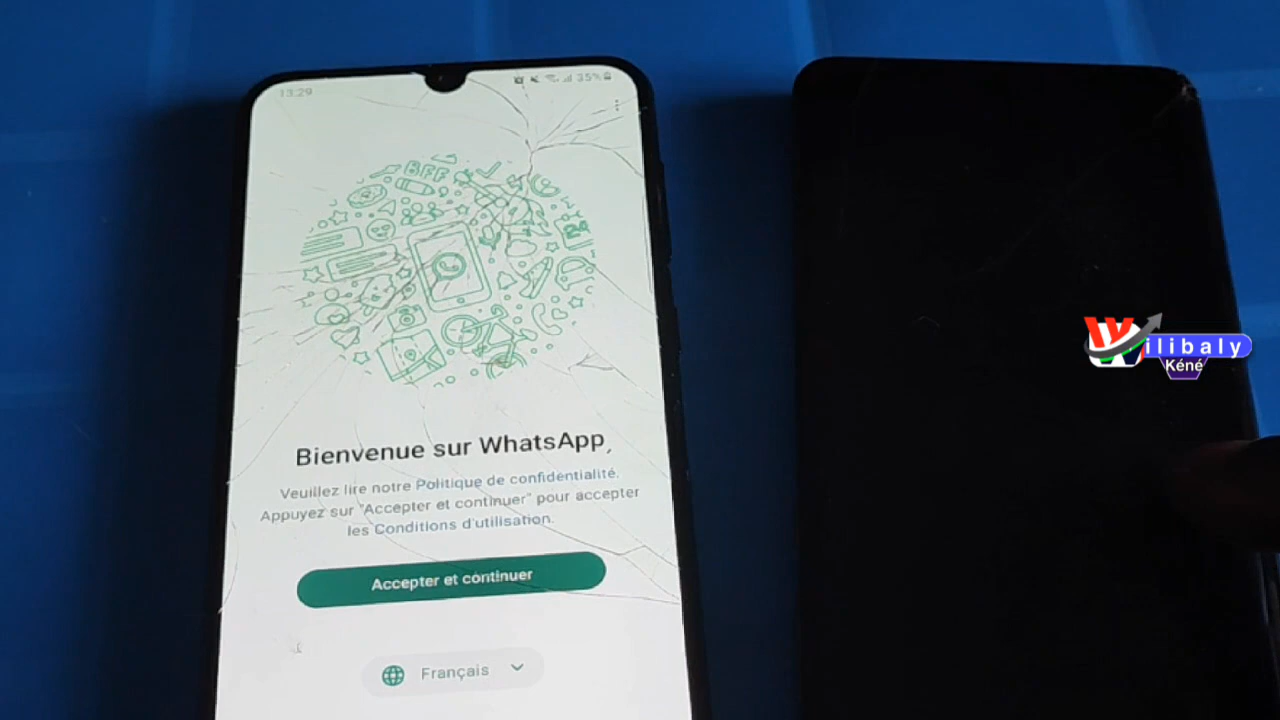 13:29
35%
BFF
Bienvenue sur WhatsApp
Veuillez lire notre Politique de confidentialité.
Appuyez sur "Accepter et continuer" pour accepter
les Conditions d'utilisation.
Accepter et continuer
Français
Wilibaly
Kéné